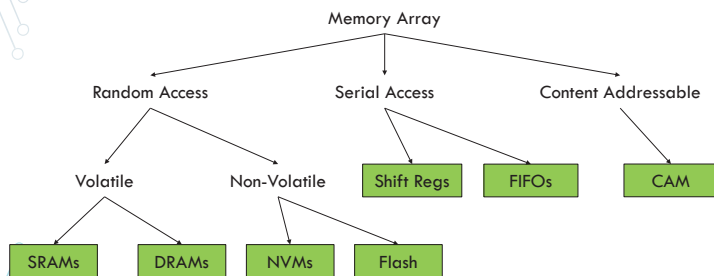 Memory Array
Random Access Serial Access Content Addressable
Volatile Non-Volatile Shift Regs FIFOs CAM
SRAMs DRAMs NVMs Flash